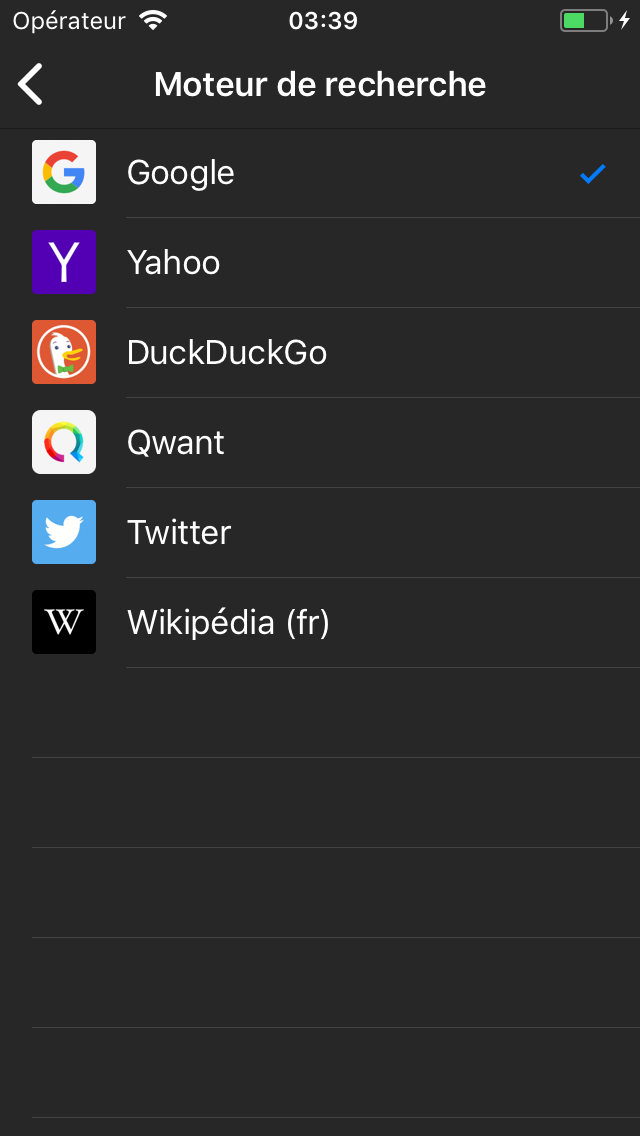 Opérateur 03:39
Moteur de recherche
Google
Yahoo
DuckDuckGo
Qwant
Twitter
Wikipédia (fr)